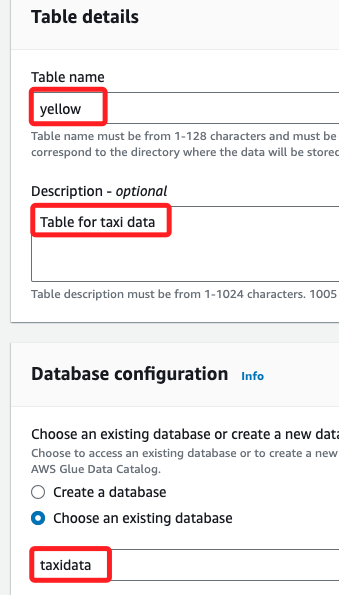 Table details
Table name
yellow
Table name must be from 1-128 characters and must be
correspond to the directory where the data will be stored
Description - optional
Table for taxi data
Table description must be from 1-1024 characters. 1005
Database configuration Info
Choose an existing database or create a new data
Choose to access an existing database or to create a new
AWS Glue Data Catalog.
Create a database
Choose an existing database
taxidata